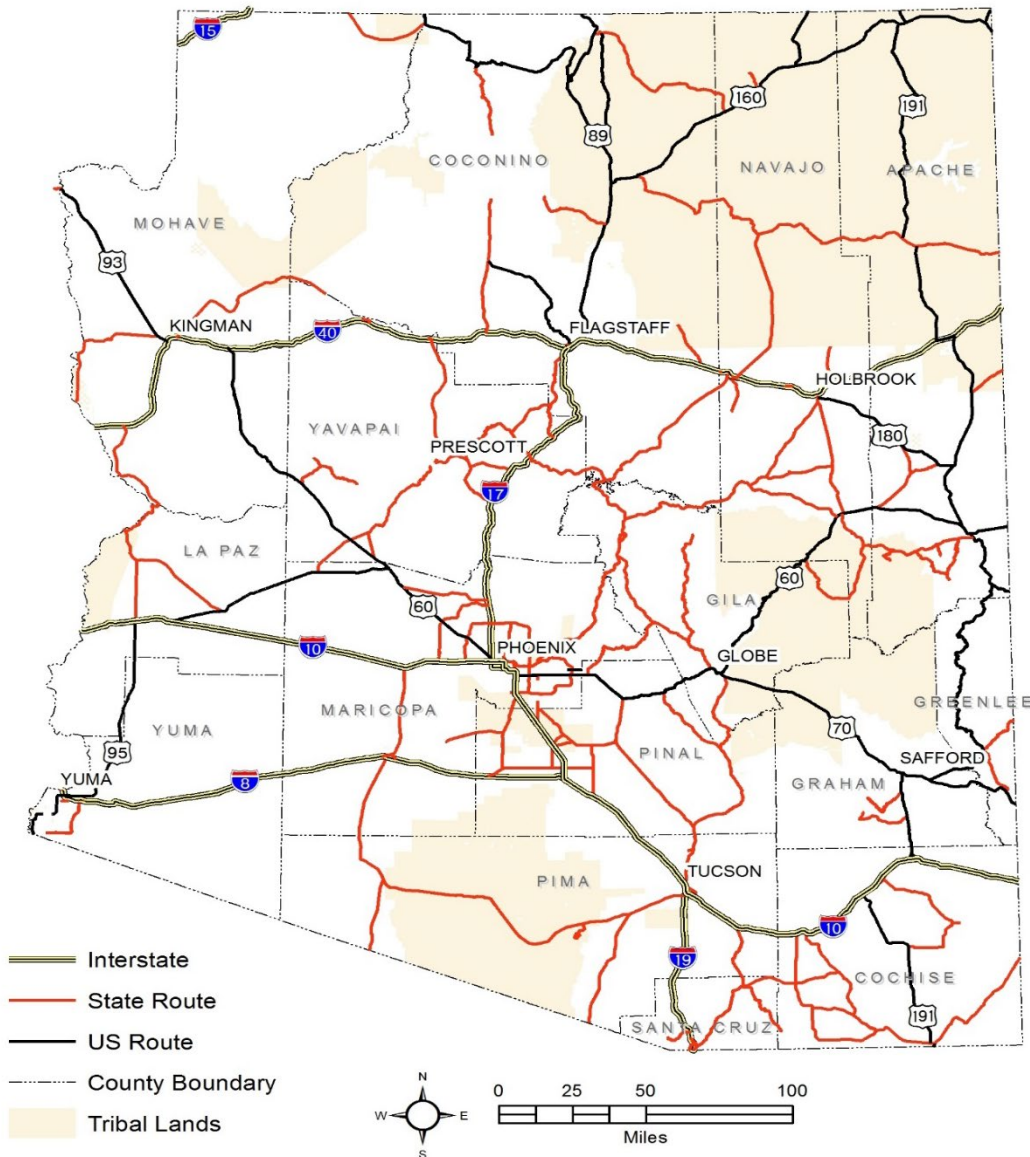 15
160
191
89
COCONINO
NAVAJO
APACHE
MOHAVE
93
KINGMAN
40
FLAGSTAFF
HOLBROOK
YAVAPAI
PRESCOTT
180
17
LA PAZ
60
60
GILA
10
PHOENIX
GLOBE
MARICOPA
GREENLEE
YUMA
95
PINAL
70
SAFFORD
YUMA
8
GRAHAM
TUCSON
PIMA
10
19
COCHISE
191
SANTA CRUZ
Interstate
State Route
US Route
County Boundary
Tribal Lands
N
W E
S
0 25 50 100
Miles